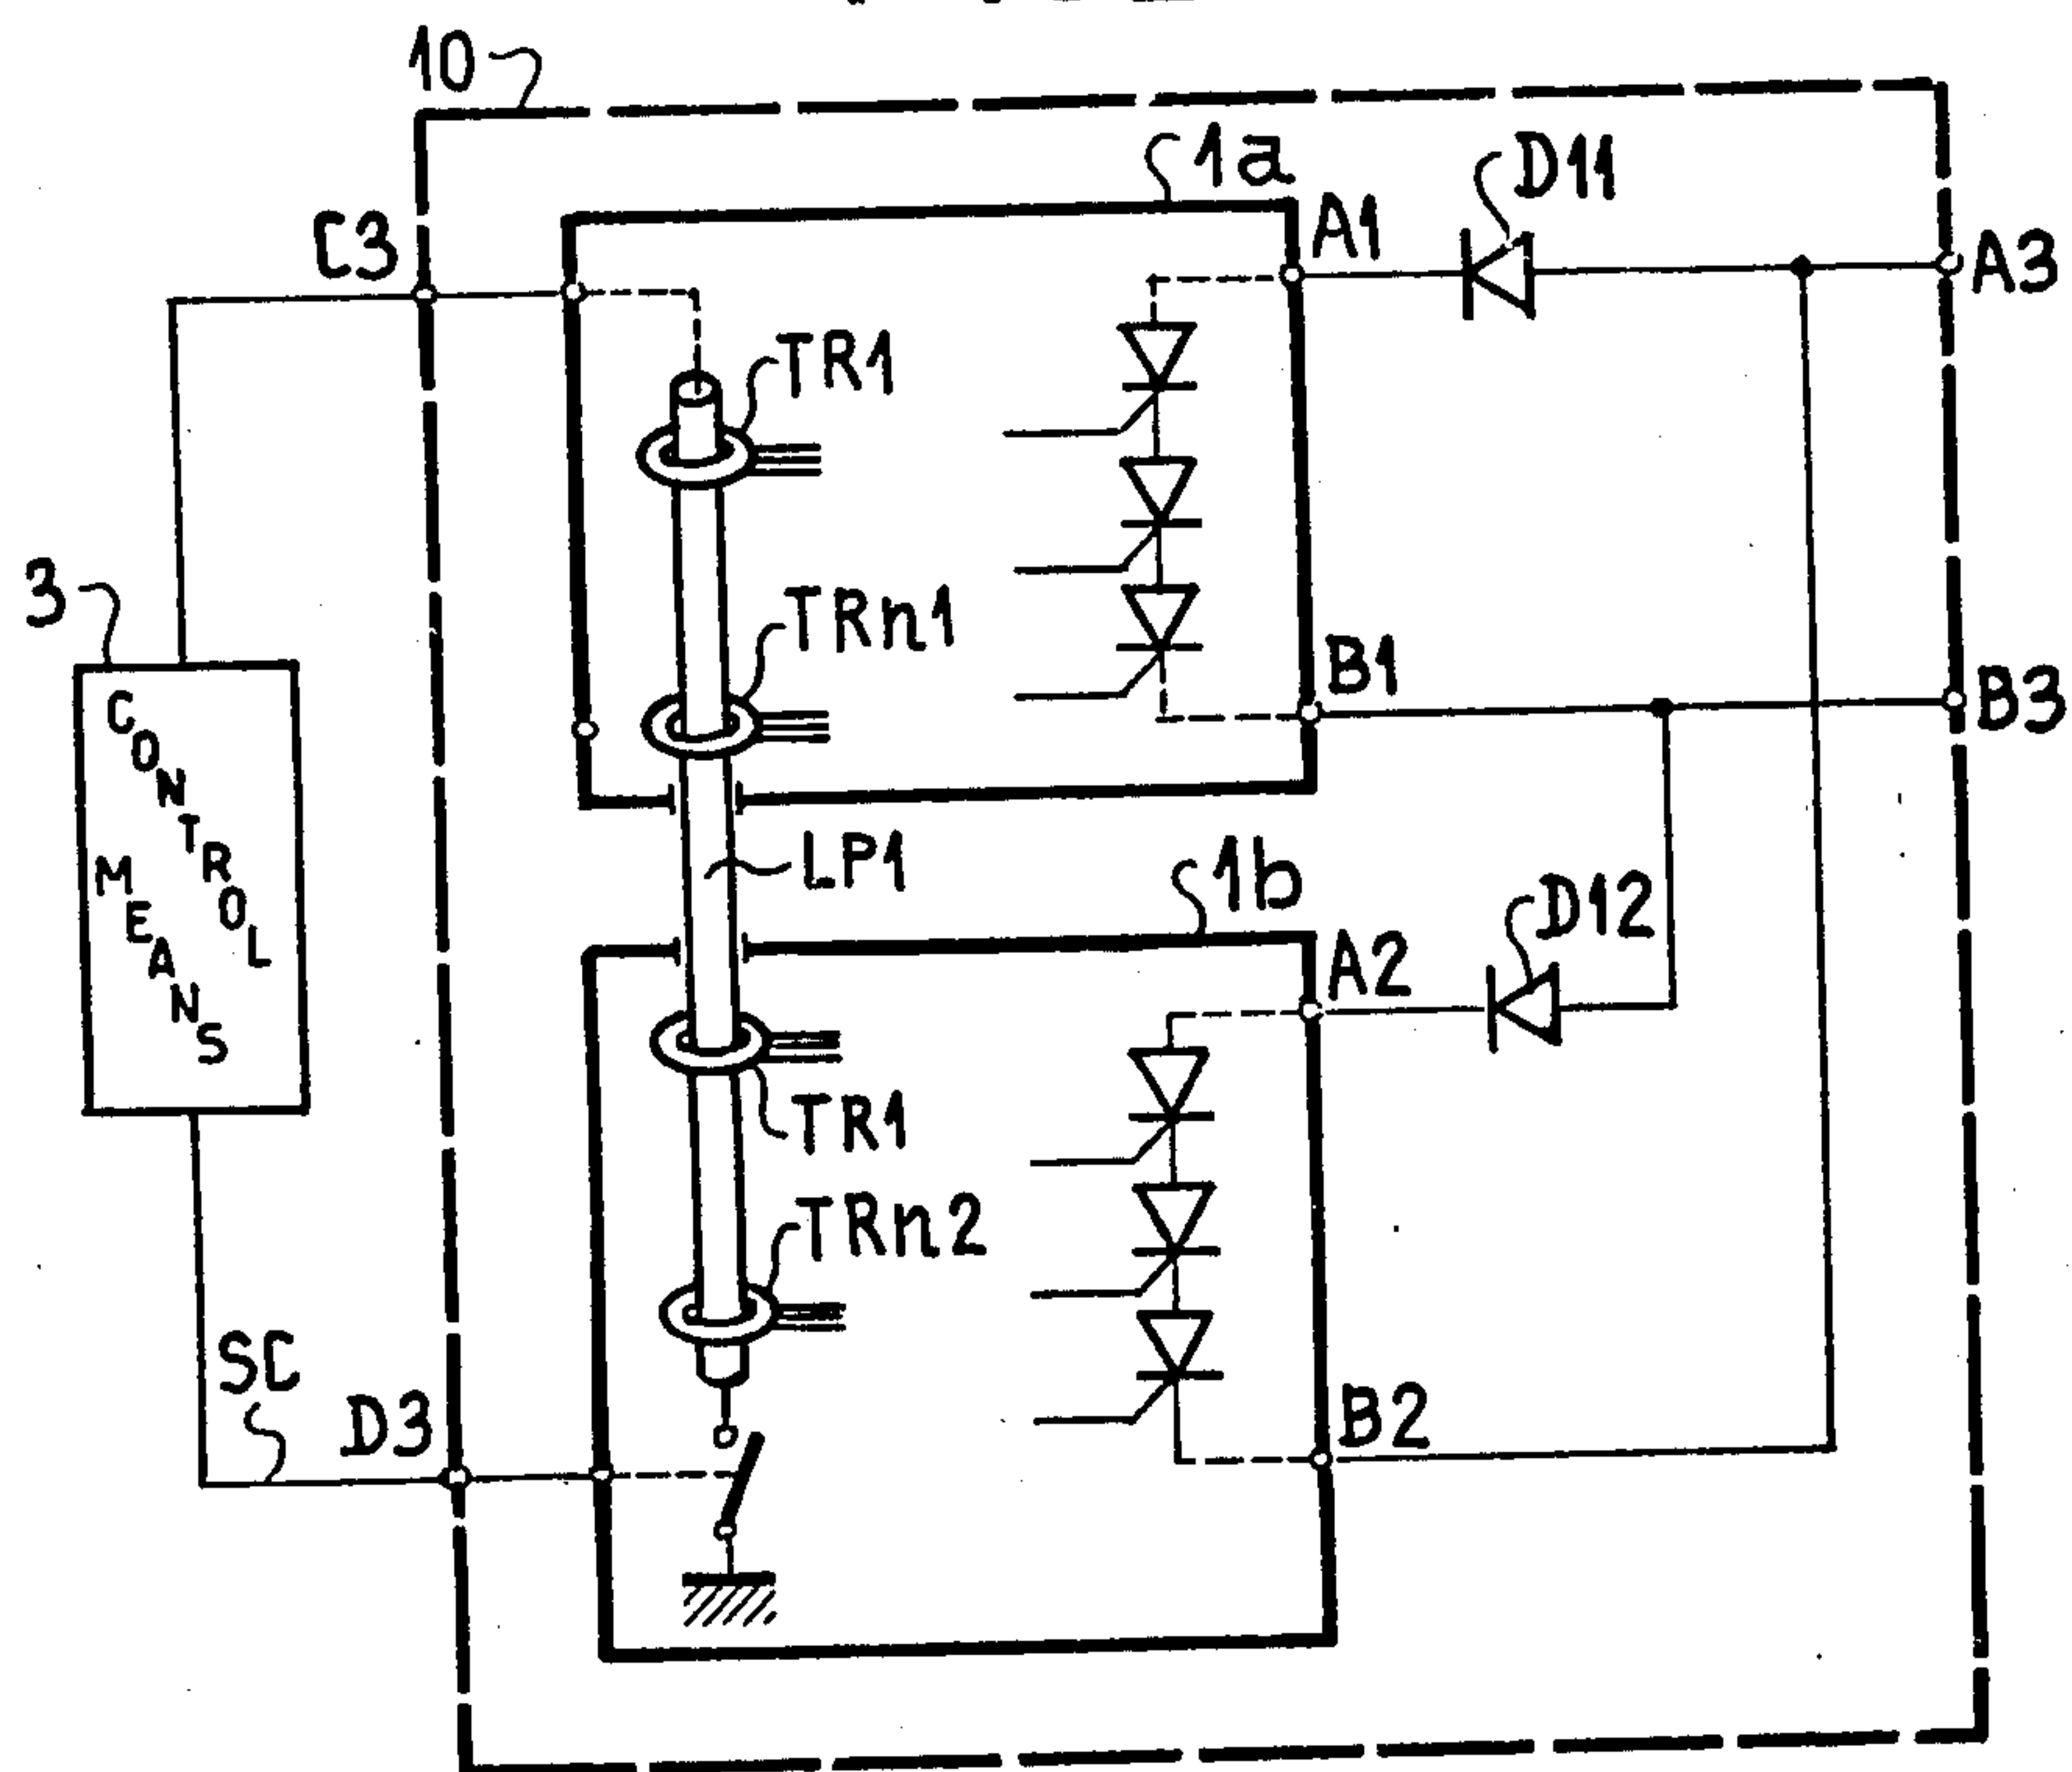 10
1a
D11
C3
A1
A3
TR1
3
TRn1
B1
B3
CONTROL
MEANS
LP1
1b
D12
A2
TR1
TRn2
SC
D3
B2